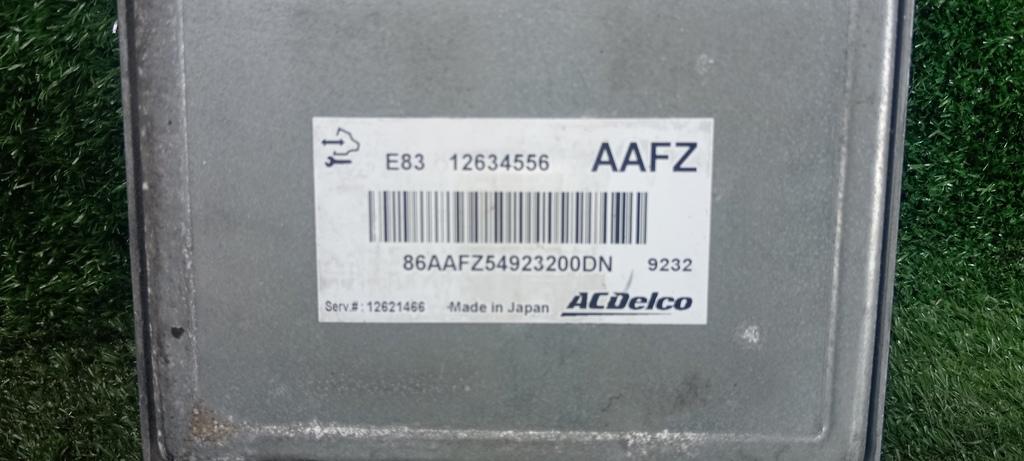 E83 12634556 AAFZ
86AAFZ54923200DN 9232
Serv.#: 12621466 Made in Japan ACDelco